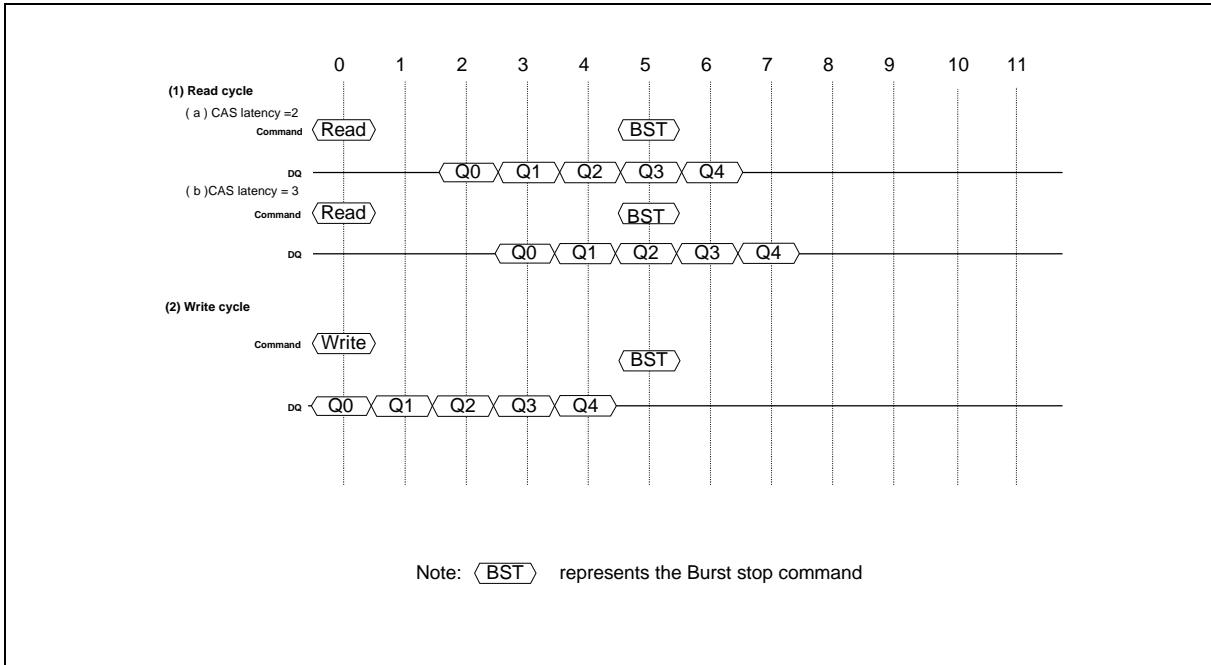 0 1 2 3 4 5 6 7 8 9 10 11
(1) Read cycle
( a ) CAS latency =2
Command Read BST
DQ Q0 Q1 Q2 Q3 Q4
( b )CAS latency = 3
Command Read BST
DQ Q0 Q1 Q2 Q3 Q4
(2) Write cycle
Command Write BST
DQ Q0 Q1 Q2 Q3 Q4
Note: BST represents the Burst stop command